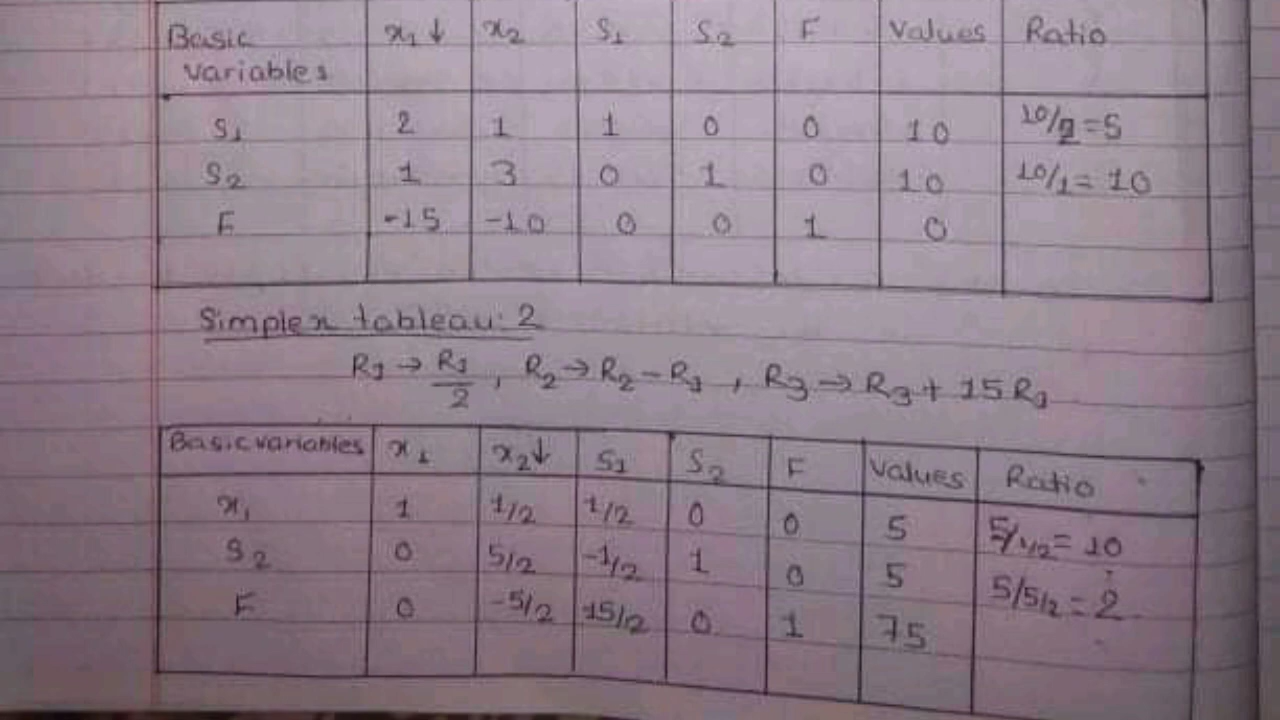 Basic variables x₁↓ x₂ S₁ S₂ F Values Ratio
S₁ 2 1 1 0 0 10 10/2=5
S₂ 1 3 0 1 0 10 10/1=10
F -15 -10 0 0 1 0
Simplex tableau: 2
R₁→R₁/2, R₂→R₂-R₁, R₃→R₃+15R₁
Basic variables x₁ x₂↓ S₁ S₂ F Values Ratio
x₁ 1 1/2 1/2 0 0 5 5/1/2=10
S₂ 0 5/2 -1/2 1 0 5 5/5/2=2
F 0 -5/2 15/2 0 1 75